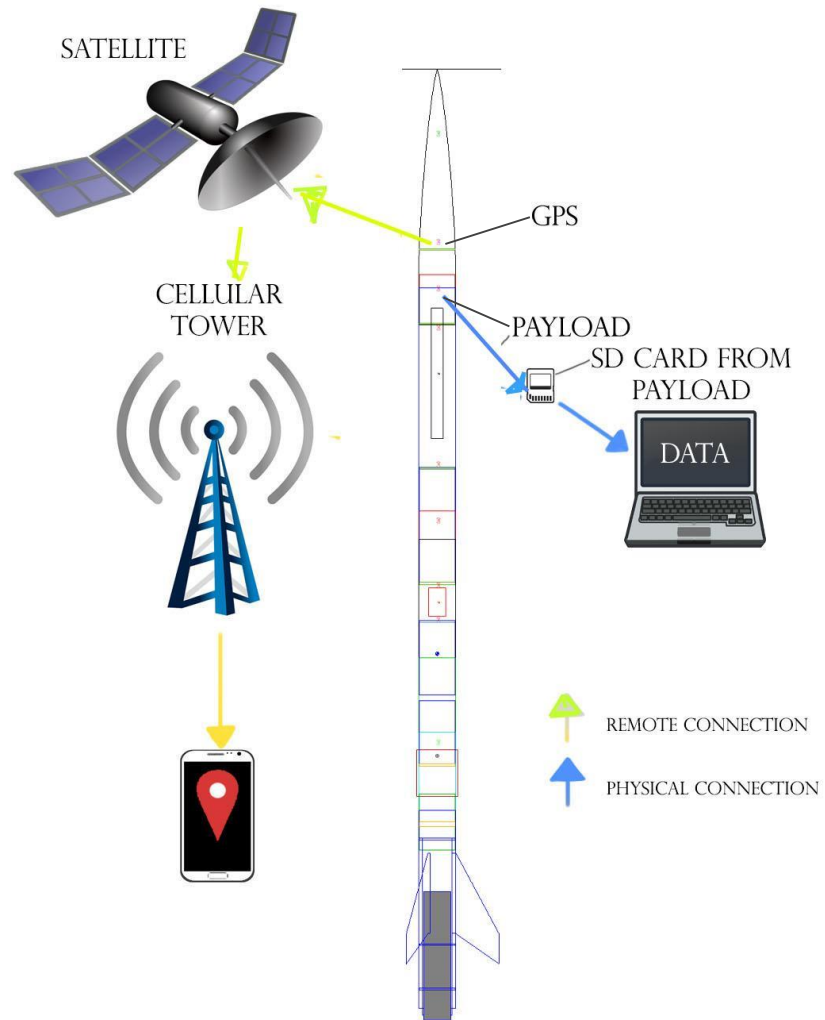 SATELLITE
GPS
CELLULAR
TOWER
PAYLOAD
SD CARD FROM
PAYLOAD
DATA
REMOTE CONNECTION
PHYSICAL CONNECTION